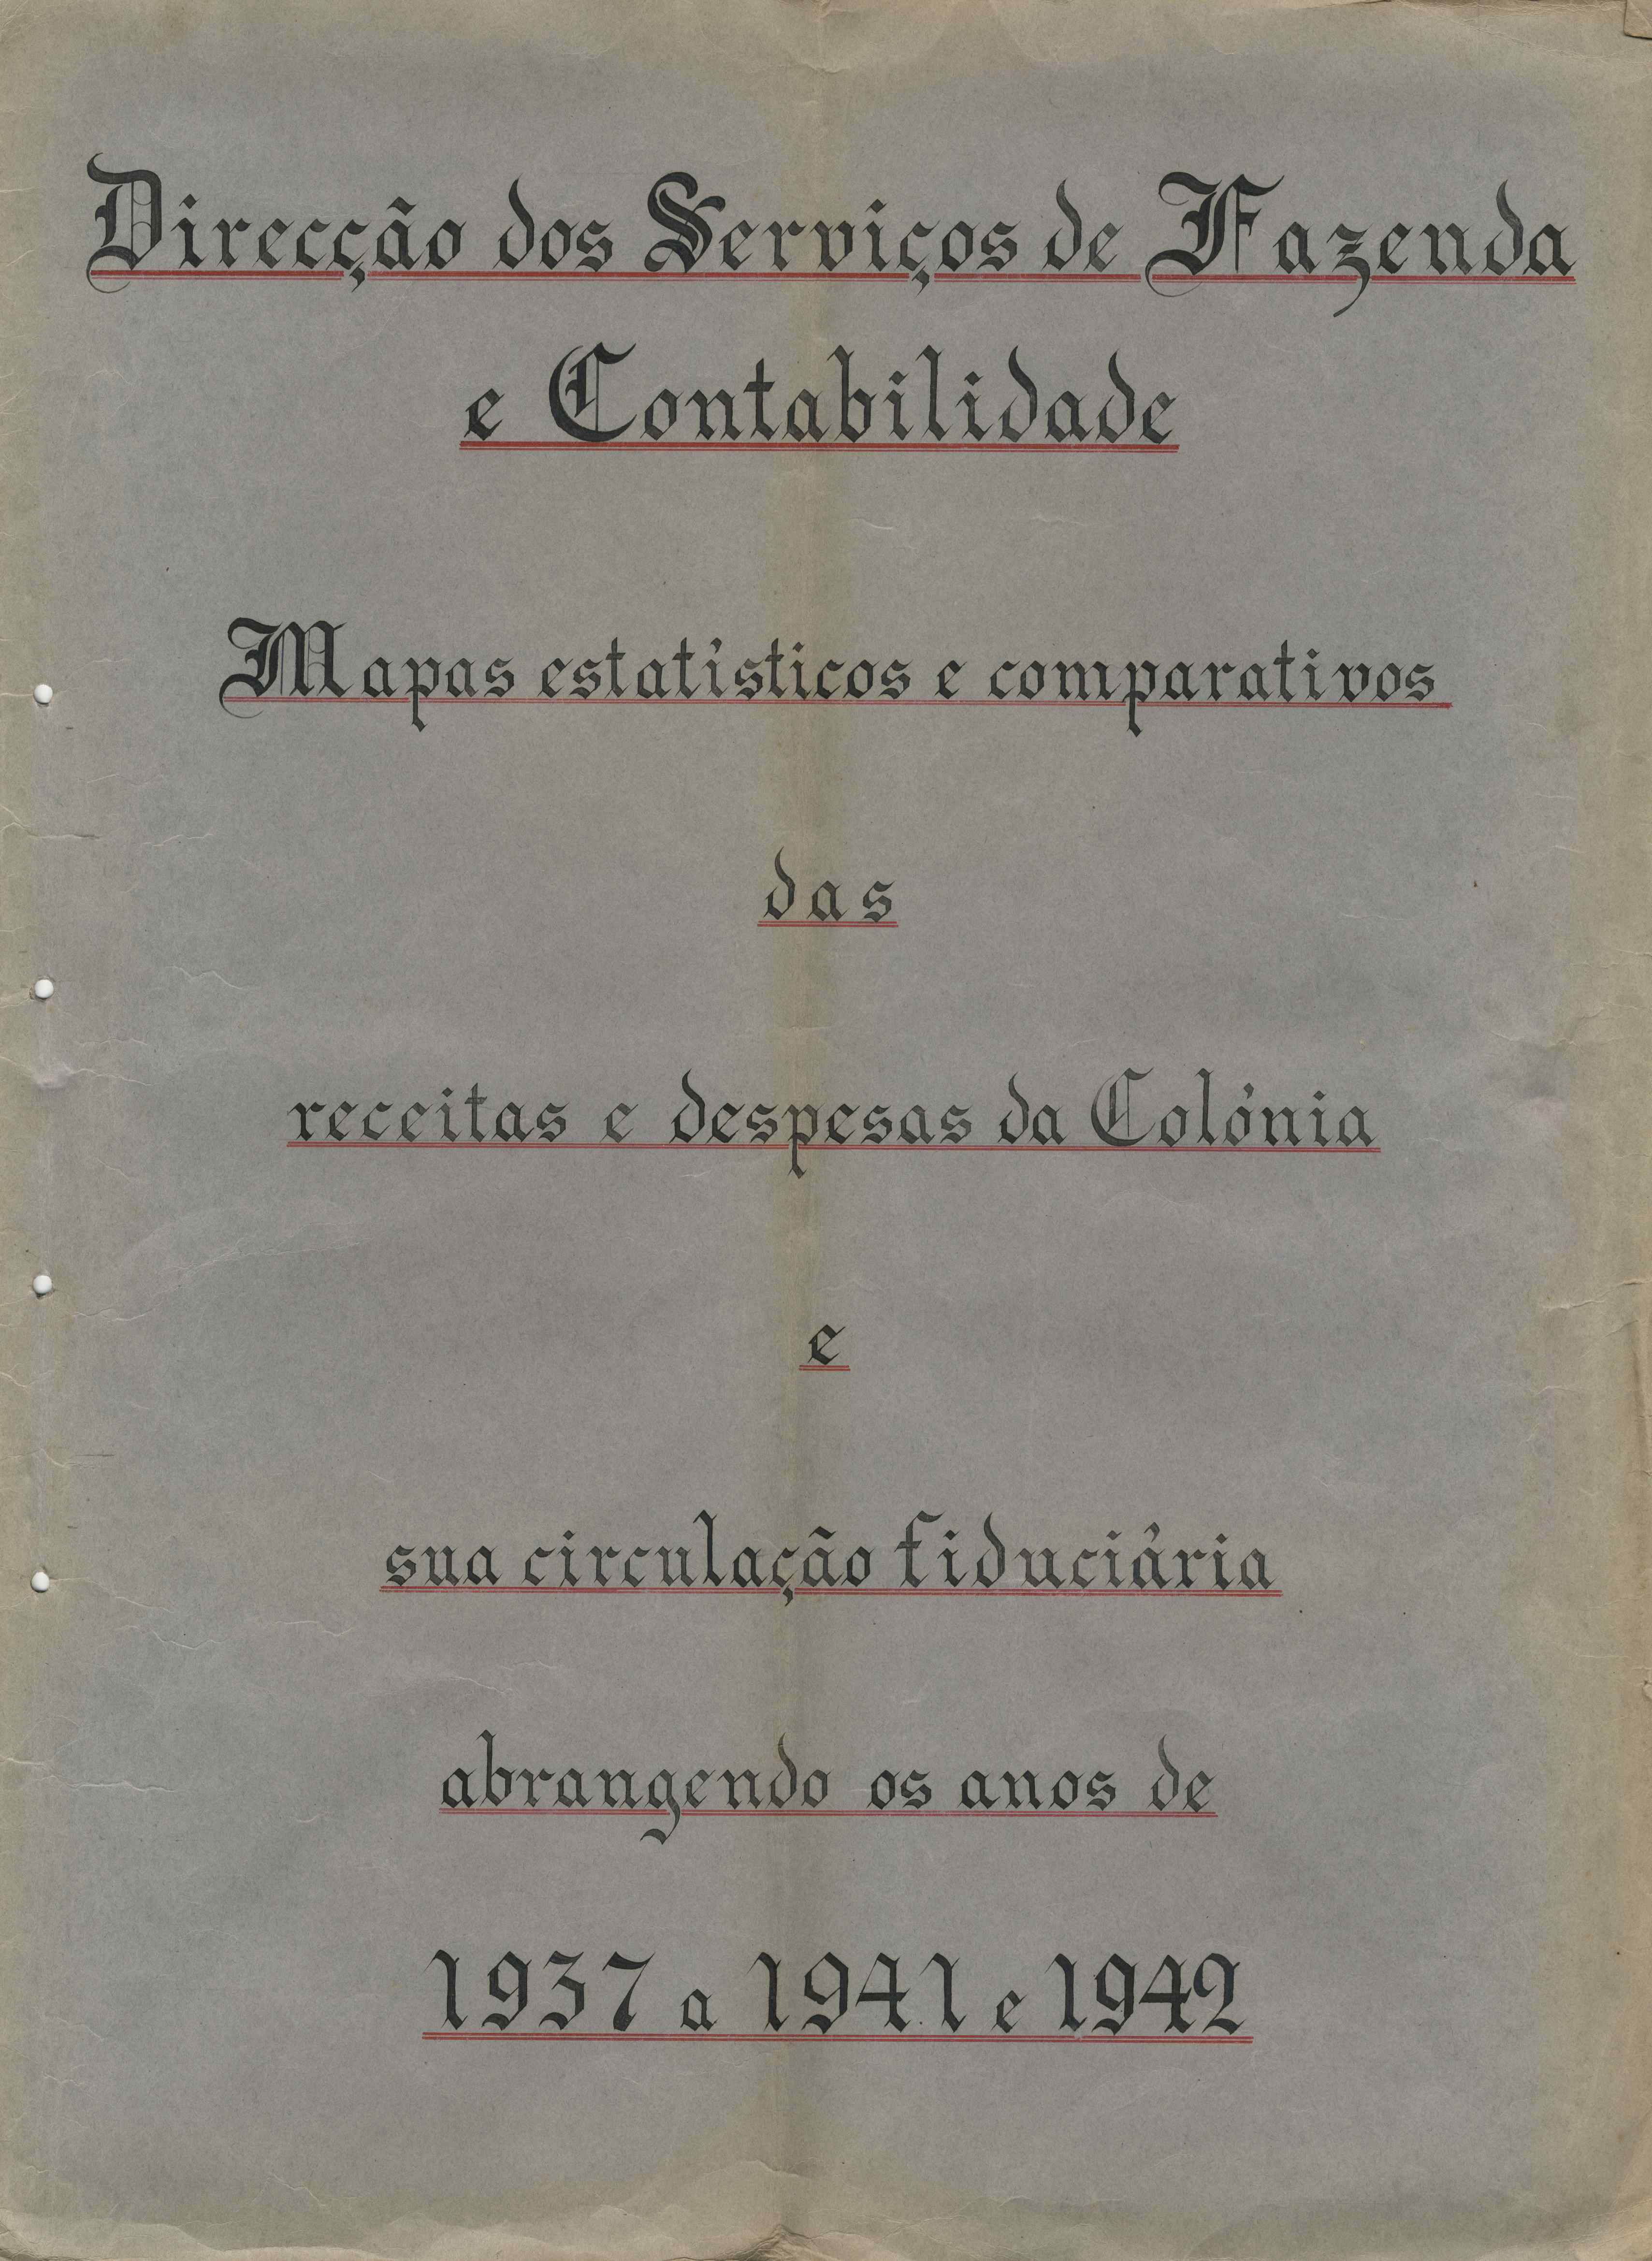 Direcção dos Serviços de Fazenda
e Contabilidade
Mapas estatísticos e comparativos
das
receitas e despesas da Colónia
e
sua circulação fiduciária
abrangendo os anos de
1937 a 1941 e 1942